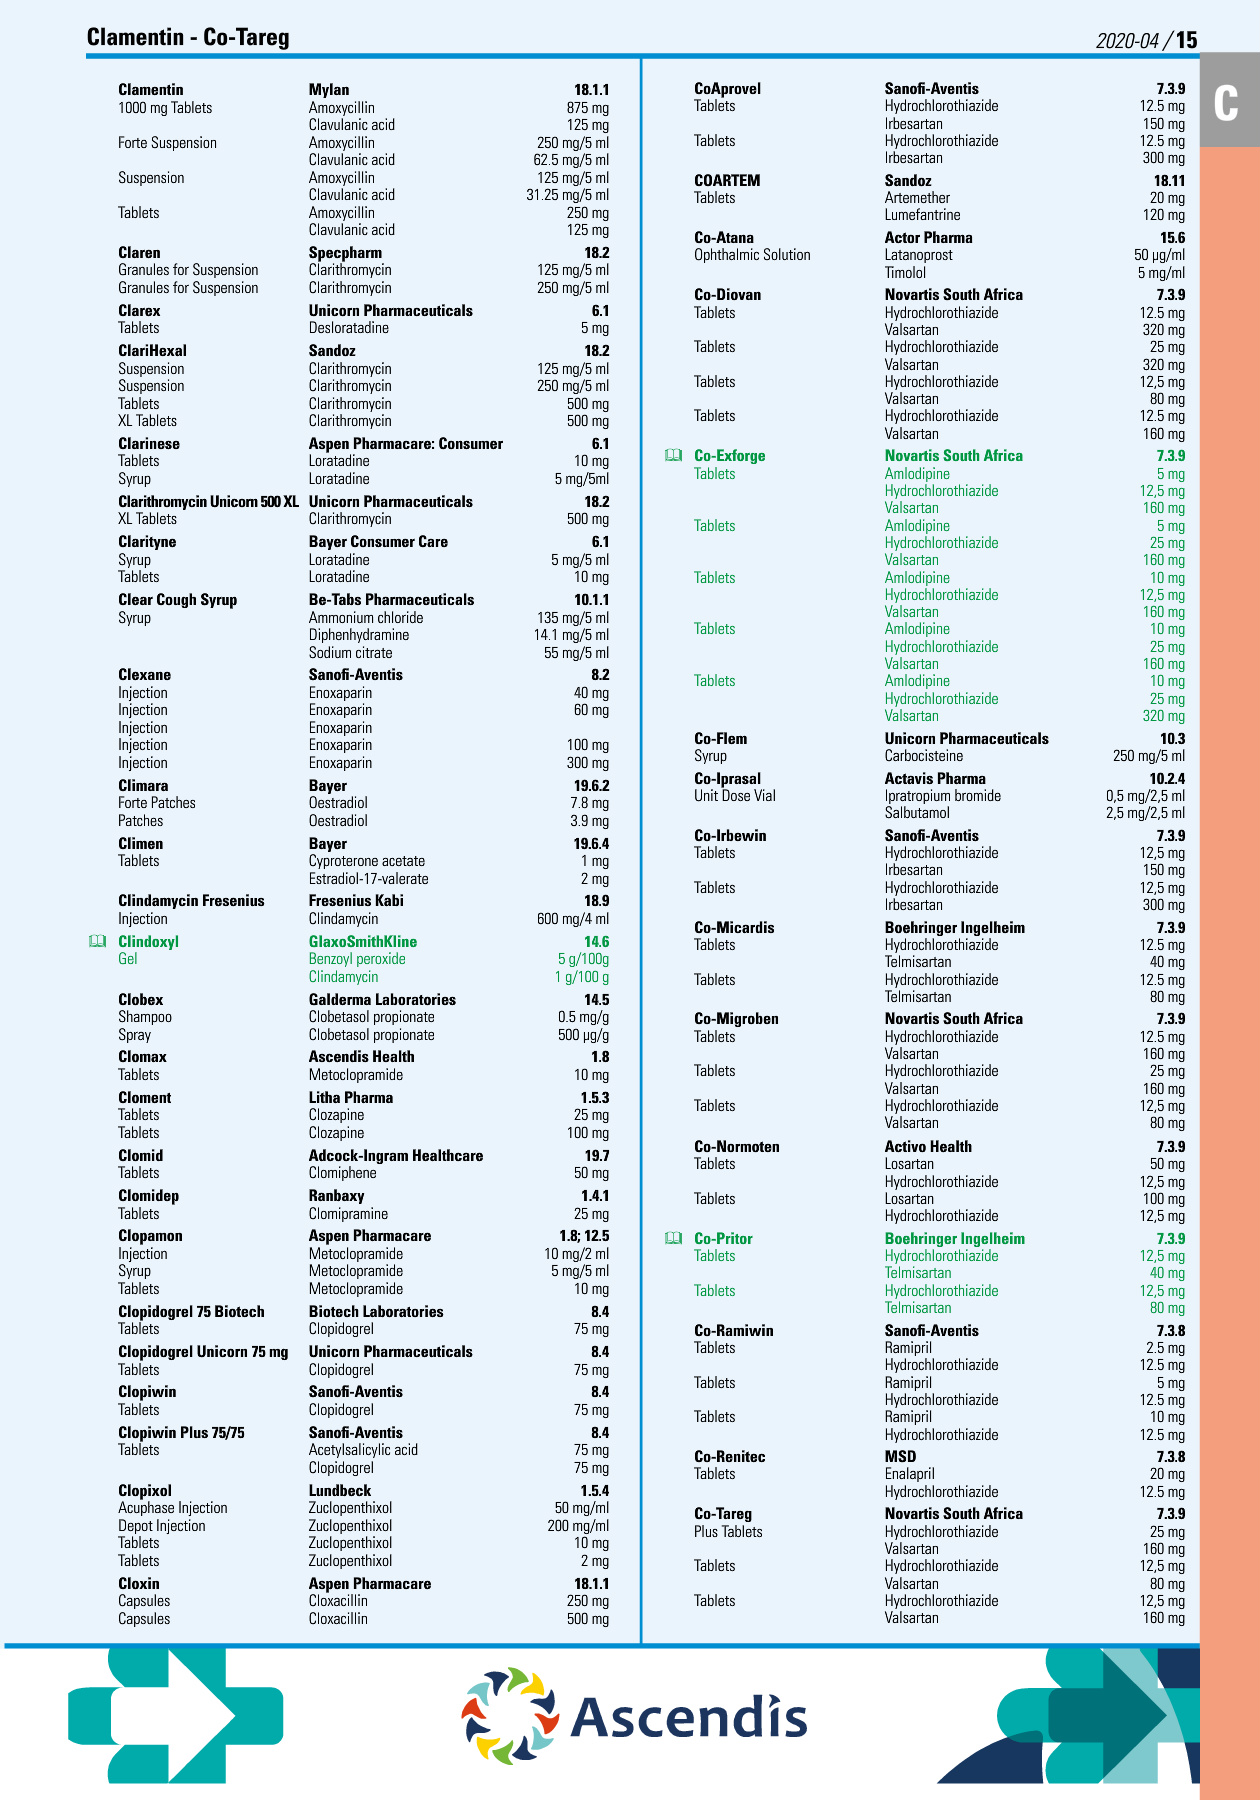 Clamentin - Co-Tareg
2020-04 / 15
C
Clamentin Mylan 18.1.1
1000 mg Tablets Amoxycillin 875 mg
Clavulanic acid 125 mg
Forte Suspension Amoxycillin 250 mg/5 ml
Clavulanic acid 62.5 mg/5 ml
Suspension Amoxycillin 125 mg/5 ml
Clavulanic acid 31.25 mg/5 ml
Tablets Amoxycillin 250 mg
Clavulanic acid 125 mg
Claren Specpharm 18.2
Granules for Suspension Clarithromycin 125 mg/5 ml
Granules for Suspension Clarithromycin 250 mg/5 ml
Clarex Unicorn Pharmaceuticals 6.1
Tablets Desloratadine 5 mg
ClariHexal Sandoz 18.2
Suspension Clarithromycin 125 mg/5 ml
Suspension Clarithromycin 250 mg/5 ml
Tablets Clarithromycin 500 mg
XL Tablets Clarithromycin 500 mg
Clarinese Aspen Pharmacare: Consumer 6.1
Tablets Loratadine 10 mg
Syrup Loratadine 5 mg/5ml
Clarithromycin Unicorn 500 XL Unicorn Pharmaceuticals 18.2
XL Tablets Clarithromycin 500 mg
Clarityne Bayer Consumer Care 6.1
Syrup Loratadine 5 mg/5 ml
Tablets Loratadine 10 mg
Clear Cough Syrup Be-Tabs Pharmaceuticals 10.1.1
Syrup Ammonium chloride 135 mg/5 ml
Diphenhydramine 14.1 mg/5 ml
Sodium citrate 55 mg/5 ml
Clexane Sanofi-Aventis 8.2
Injection Enoxaparin 40 mg
Injection Enoxaparin 60 mg
Injection Enoxaparin
Injection Enoxaparin 100 mg
Injection Enoxaparin 300 mg
Climara Bayer 19.6.2
Forte Patches Oestradiol 7.8 mg
Patches Oestradiol 3.9 mg
Climen Bayer 19.6.4
Tablets Cyproterone acetate 1 mg
Estradiol-17-valerate 2 mg
Clindamycin Fresenius Fresenius Kabi 18.9
Injection Clindamycin 600 mg/4 ml
Clindoxyl GlaxoSmithKline 14.6
Gel Benzoyl peroxide 5 g/100g
Clindamycin 1 g/100 g
Clobex Galderma Laboratories 14.5
Shampoo Clobetasol propionate 0.5 mg/g
Spray Clobetasol propionate 500 µg/g
Clomax Ascendis Health 1.8
Tablets Metoclopramide 10 mg
Cloment Litha Pharma 1.5.3
Tablets Clozapine 25 mg
Tablets Clozapine 100 mg
Clomid Adcock-Ingram Healthcare 19.7
Tablets Clomiphene 50 mg
Clomidep Ranbaxy 1.4.1
Tablets Clomipramine 25 mg
Clopamon Aspen Pharmacare 1.8; 12.5
Injection Metoclopramide 10 mg/2 ml
Syrup Metoclopramide 5 mg/5 ml
Tablets Metoclopramide 10 mg
Clopidogrel 75 Biotech Biotech Laboratories 8.4
Tablets Clopidogrel 75 mg
Clopidogrel Unicorn 75 mg Unicorn Pharmaceuticals 8.4
Tablets Clopidogrel 75 mg
Clopiwin Sanofi-Aventis 8.4
Tablets Clopidogrel 75 mg
Clopiwin Plus 75/75 Sanofi-Aventis 8.4
Tablets Acetylsalicylic acid 75 mg
Clopidogrel 75 mg
Clopixol Lundbeck 1.5.4
Acuphase Injection Zuclopenthixol 50 mg/ml
Depot Injection Zuclopenthixol 200 mg/ml
Tablets Zuclopenthixol 10 mg
Tablets Zuclopenthixol 2 mg
Cloxin Aspen Pharmacare 18.1.1
Capsules Cloxacillin 250 mg
Capsules Cloxacillin 500 mg
CoAprovel Sanofi-Aventis 7.3.9
Tablets Hydrochlorothiazide 12.5 mg
Irbesartan 150 mg
Tablets Hydrochlorothiazide 12.5 mg
Irbesartan 300 mg
COARTEM Sandoz 18.11
Tablets Artemether 20 mg
Lumefantrine 120 mg
Co-Atana Actor Pharma 15.6
Ophthalmic Solution Latanoprost 50 µg/ml
Timolol 5 mg/ml
Co-Diovan Novartis South Africa 7.3.9
Tablets Hydrochlorothiazide 12.5 mg
Valsartan 320 mg
Tablets Hydrochlorothiazide 25 mg
Valsartan 320 mg
Tablets Hydrochlorothiazide 12,5 mg
Valsartan 80 mg
Tablets Hydrochlorothiazide 12.5 mg
Valsartan 160 mg
Co-Exforge Novartis South Africa 7.3.9
Tablets Amlodipine 5 mg
Hydrochlorothiazide 12,5 mg
Valsartan 160 mg
Tablets Amlodipine 5 mg
Hydrochlorothiazide 25 mg
Valsartan 160 mg
Tablets Amlodipine 10 mg
Hydrochlorothiazide 12,5 mg
Valsartan 160 mg
Tablets Amlodipine 10 mg
Hydrochlorothiazide 25 mg
Valsartan 160 mg
Tablets Amlodipine 10 mg
Hydrochlorothiazide 25 mg
Valsartan 320 mg
Co-Flem Unicorn Pharmaceuticals 10.3
Syrup Carbocisteine 250 mg/5 ml
Co-Iprasal Actavis Pharma 10.2.4
Unit Dose Vial Ipratropium bromide 0,5 mg/2,5 ml
Salbutamol 2,5 mg/2,5 ml
Co-Irbewin Sanofi-Aventis 7.3.9
Tablets Hydrochlorothiazide 12,5 mg
Irbesartan 150 mg
Tablets Hydrochlorothiazide 12,5 mg
Irbesartan 300 mg
Co-Micardis Boehringer Ingelheim 7.3.9
Tablets Hydrochlorothiazide 12.5 mg
Telmisartan 40 mg
Tablets Hydrochlorothiazide 12.5 mg
Telmisartan 80 mg
Co-Migroben Novartis South Africa 7.3.9
Tablets Hydrochlorothiazide 12.5 mg
Valsartan 160 mg
Tablets Hydrochlorothiazide 25 mg
Valsartan 160 mg
Tablets Hydrochlorothiazide 12,5 mg
Valsartan 80 mg
Co-Normoten Activo Health 7.3.9
Tablets Losartan 50 mg
Hydrochlorothiazide 12,5 mg
Tablets Losartan 100 mg
Hydrochlorothiazide 12,5 mg
Co-Pritor Boehringer Ingelheim 7.3.9
Tablets Hydrochlorothiazide 12,5 mg
Telmisartan 40 mg
Tablets Hydrochlorothiazide 12,5 mg
Telmisartan 80 mg
Co-Ramiwin Sanofi-Aventis 7.3.8
Tablets Ramipril 2.5 mg
Hydrochlorothiazide 12.5 mg
Tablets Ramipril 5 mg
Hydrochlorothiazide 12.5 mg
Tablets Ramipril 10 mg
Hydrochlorothiazide 12.5 mg
Co-Renitec MSD 7.3.8
Tablets Enalapril 20 mg
Hydrochlorothiazide 12.5 mg
Co-Tareg Novartis South Africa 7.3.9
Plus Tablets Hydrochlorothiazide 25 mg
Valsartan 160 mg
Tablets Hydrochlorothiazide 12,5 mg
Valsartan 80 mg
Tablets Hydrochlorothiazide 12,5 mg
Valsartan 160 mg
Ascendis